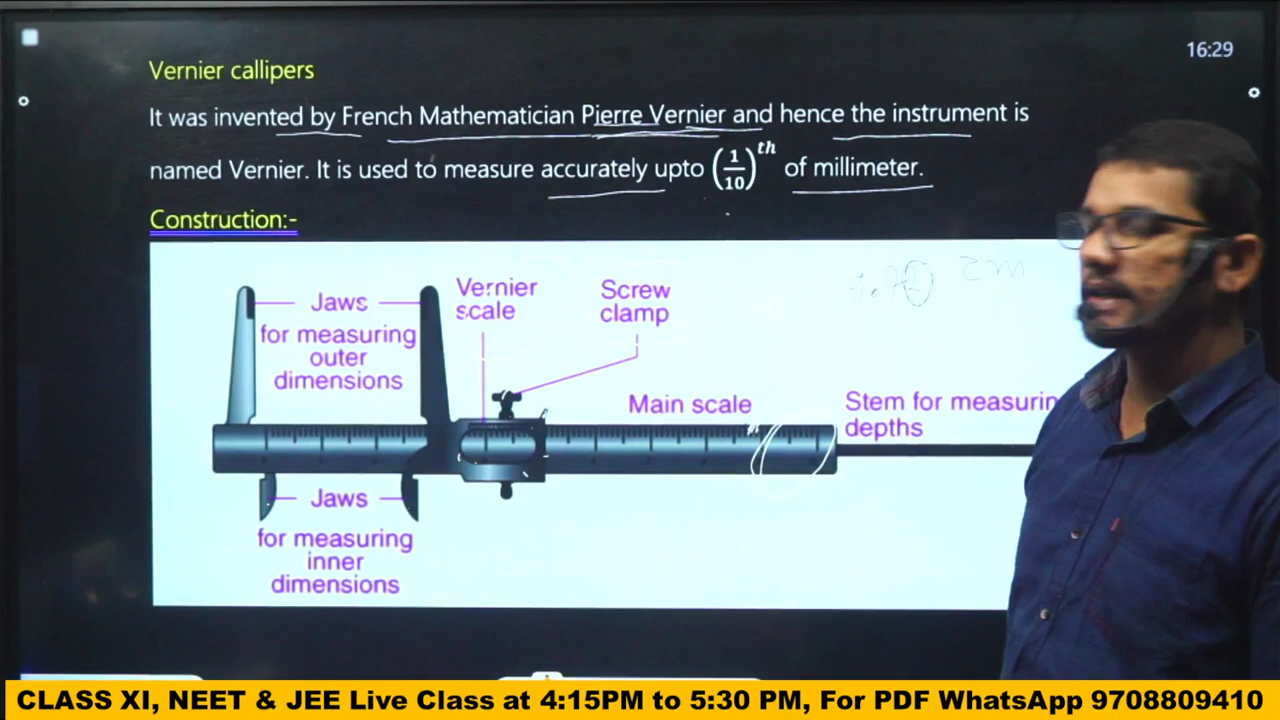 16:29
Vernier callipers
It was invented by French Mathematician Pierre Vernier and hence the instrument is
named Vernier. It is used to measure accurately upto (1/10)^th of millimeter.
Construction:-
Jaws
for measuring
outer
dimensions
Vernier
scale
Screw
clamp
cm
Main scale
Stem for measurin
depths
Jaws
for measuring
inner
dimensions
CLASS XI, NEET & JEE Live Class at 4:15PM to 5:30 PM, For PDF WhatsApp 9708809410